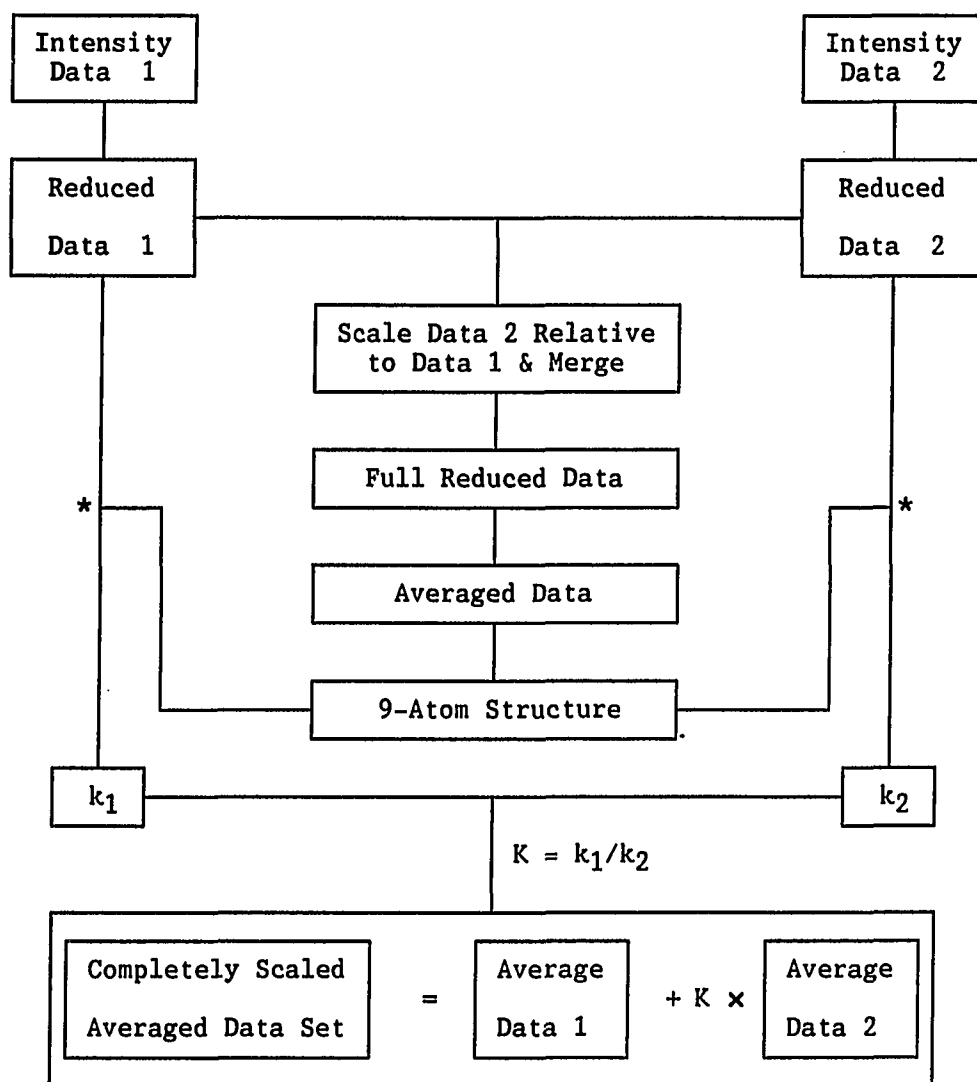 Intensity
Data 1
Intensity
Data 2
Reduced
Data 1
Reduced
Data 2
Scale Data 2 Relative
to Data 1 & Merge
Full Reduced Data
*
*
Averaged Data
9-Atom Structure
k₁
k₂
K = k₁/k₂
Completely Scaled
Averaged Data Set
=
Average
Data 1
+ K ×
Average
Data 2